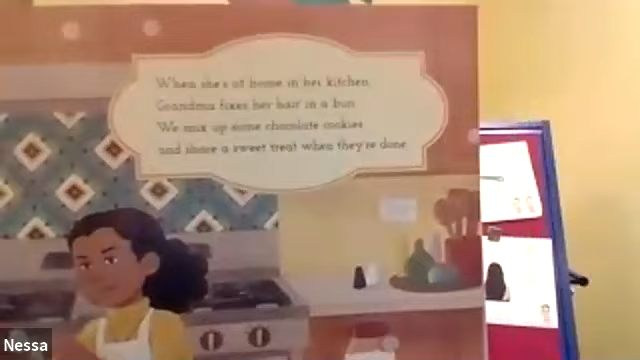 When she's at home in her kitchen,
Grandma fixes her hair in a bun.
We mix up some chocolate cookies
and share a sweet treat when they're done.
Nessa